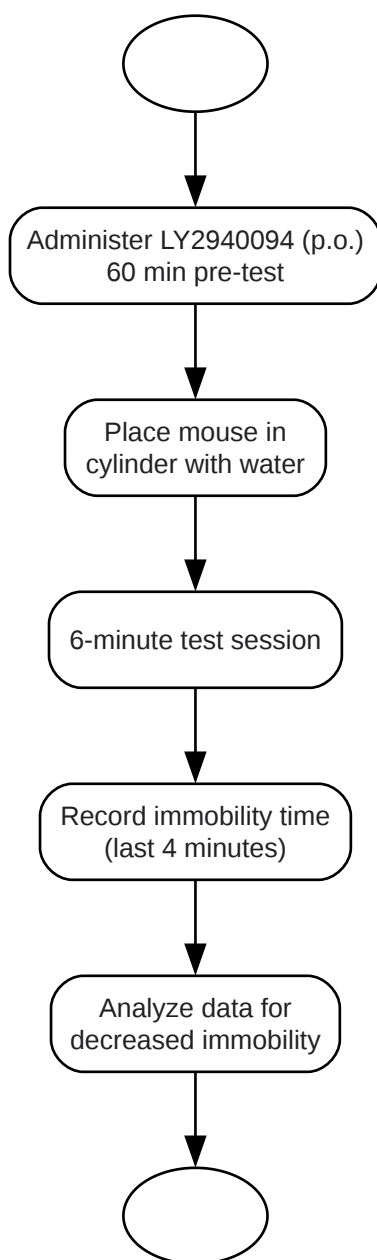 Administer LY2940094 (p.o.)
60 min pre-test
Place mouse in
cylinder with water
6-minute test session
Record immobility time
(last 4 minutes)
Analyze data for
decreased immobility